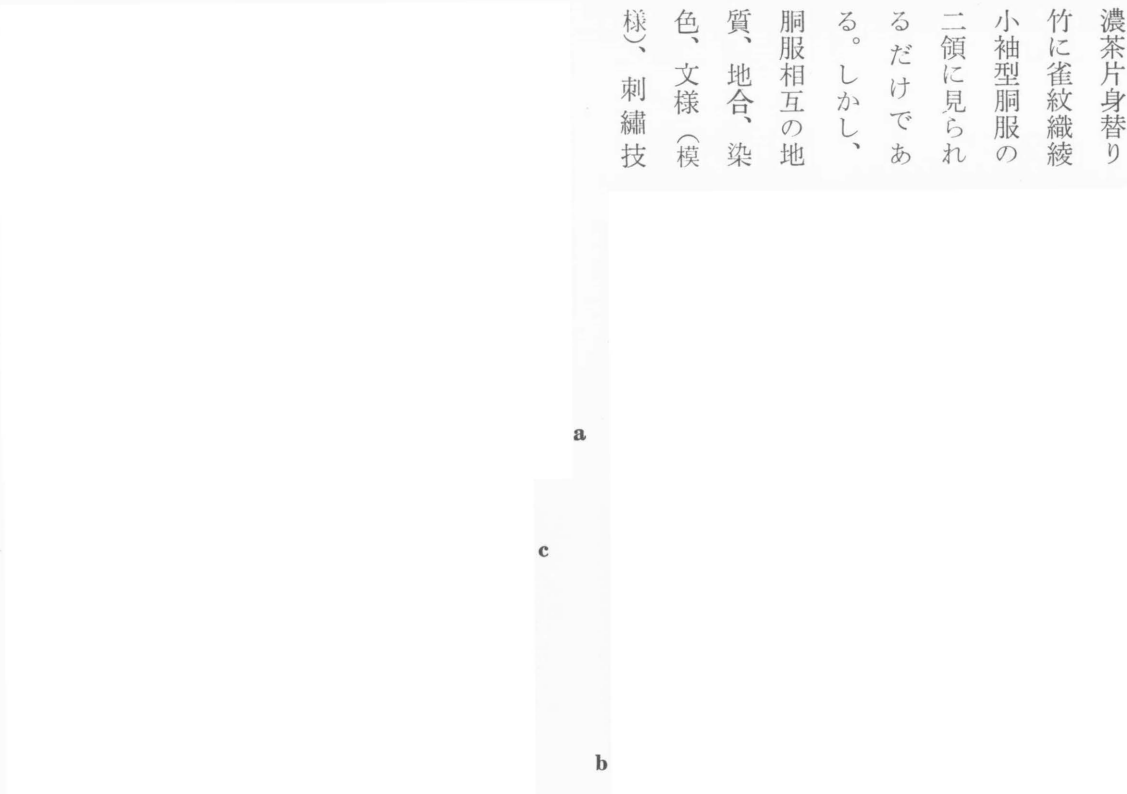 濃茶片身替り
竹に雀紋織綾
小袖型胴服の
二領に見られ
るだけであ
る。しかし、
胴服相互の地
質、地合、染
色、文様（模
様）、刺繡技
a
c
b